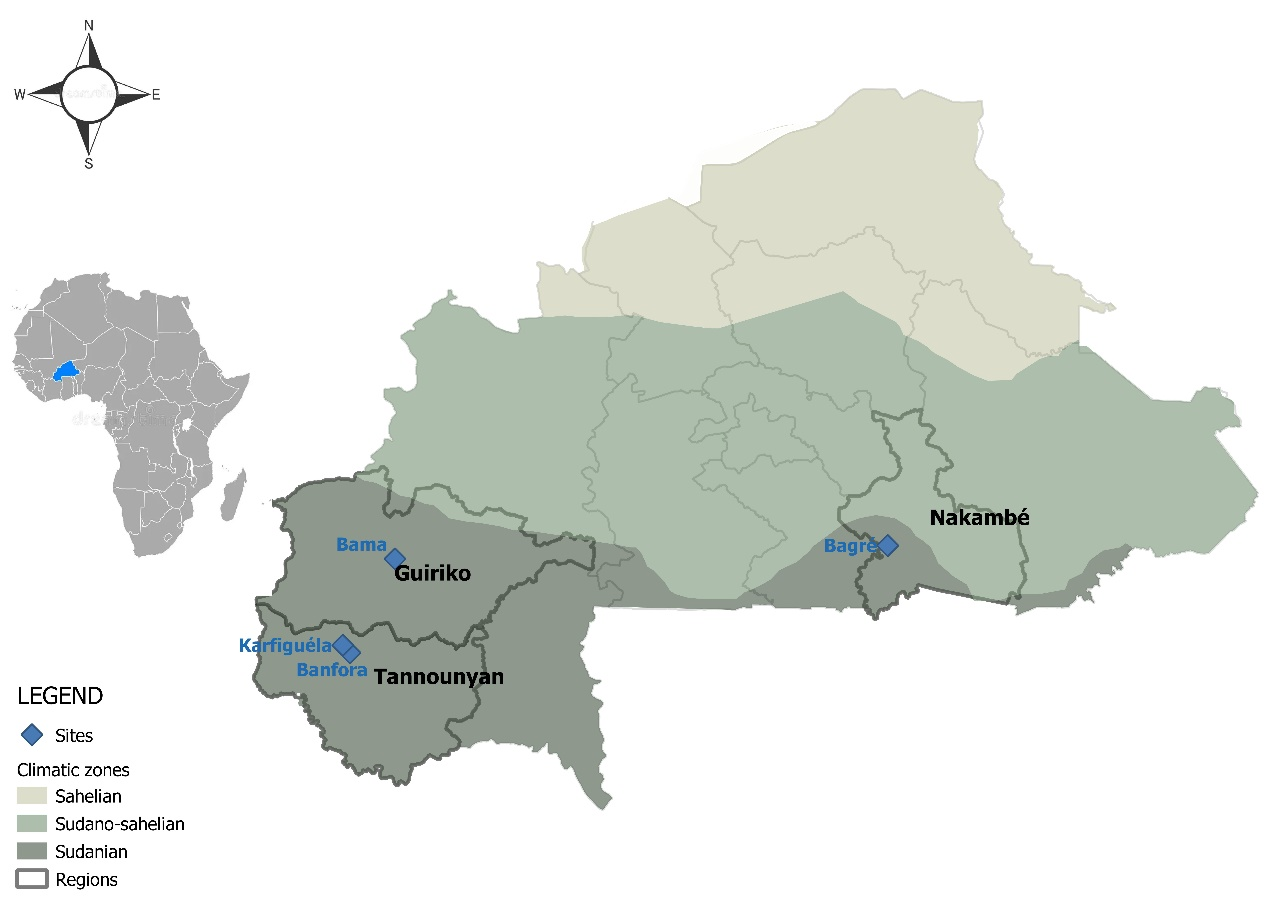 N
W E
S
Nakambé
Bagré
Bama
Guiriko
Karfiguéla
Banfora
Tannounyan
LEGEND
Sites
Climatic zones
Sahelian
Sudano-sahelian
Sudanian
Regions